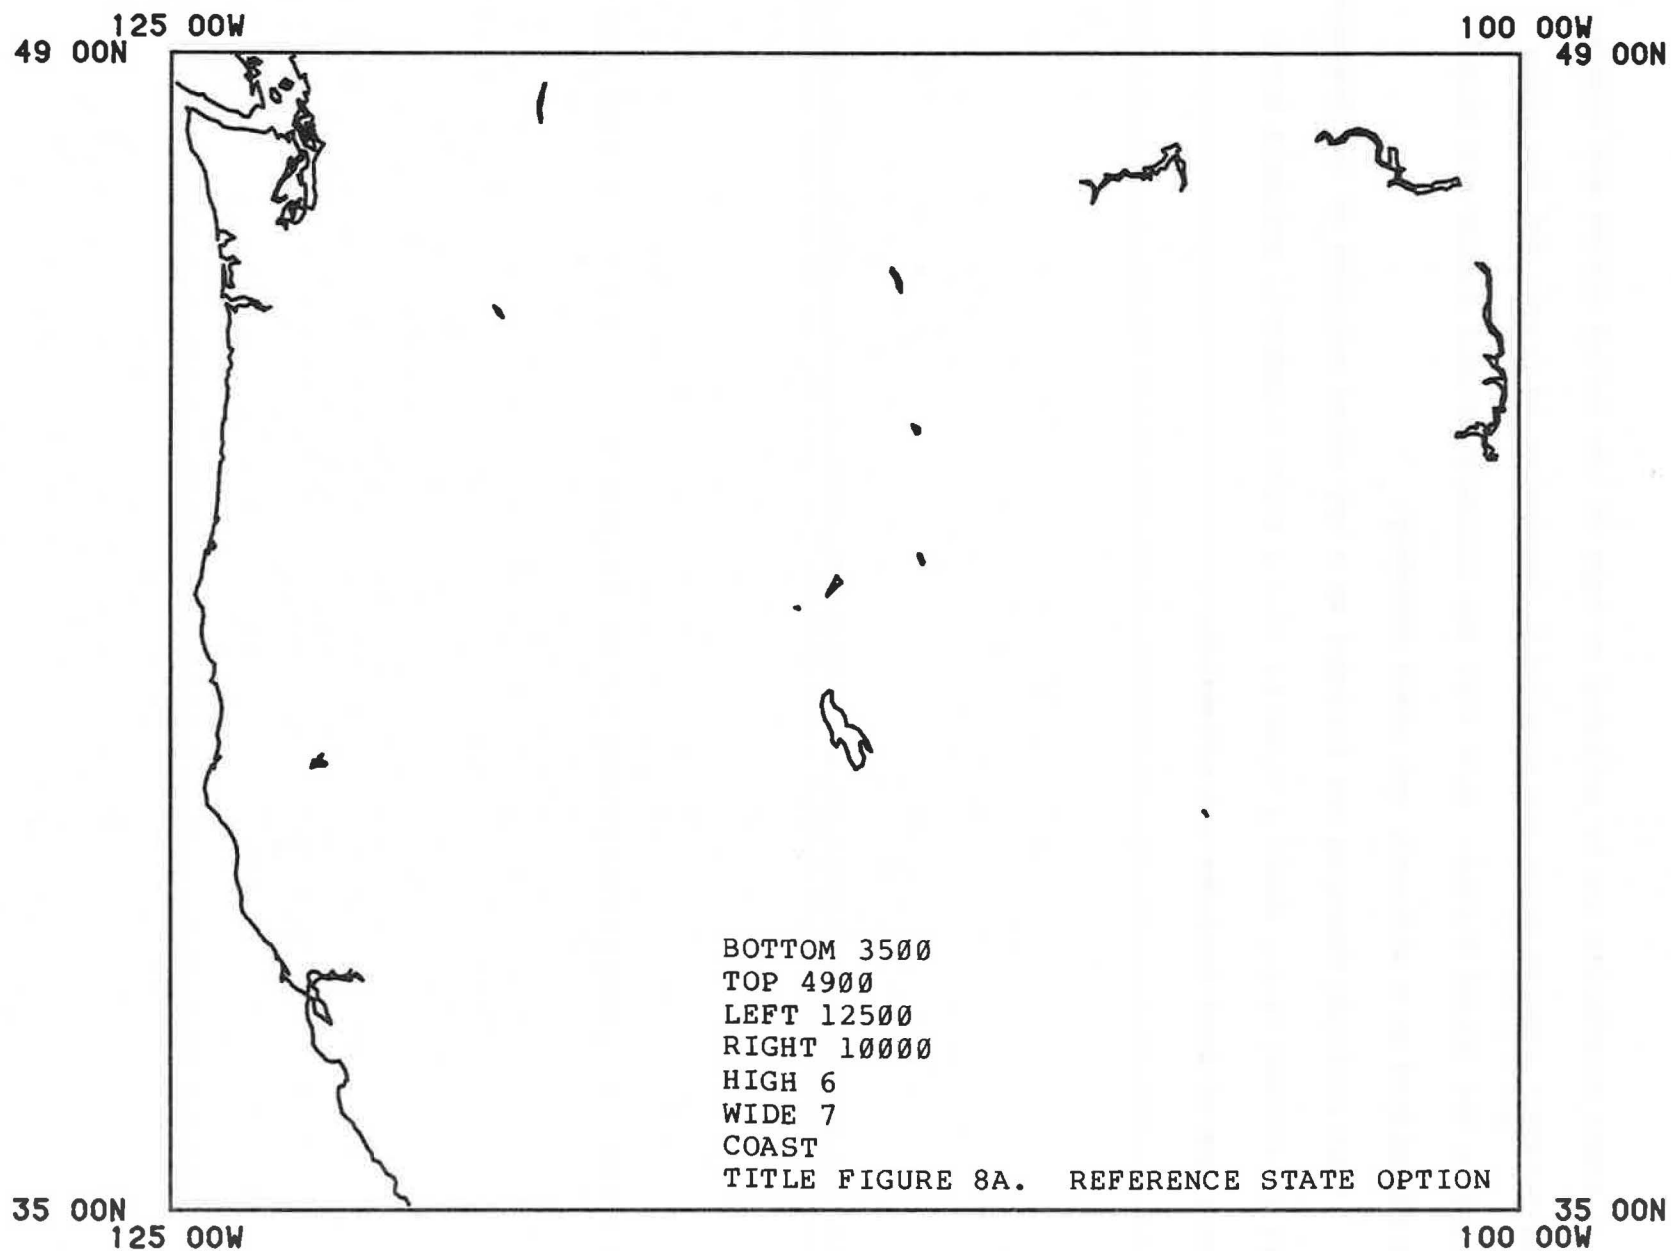 125 00W
100 00W
49 00N
49 00N
BOTTOM 3500
TOP 4900
LEFT 12500
RIGHT 10000
HIGH 6
WIDE 7
COAST
TITLE FIGURE 8A. REFERENCE STATE OPTION
35 00N
35 00N
125 00W
100 00W